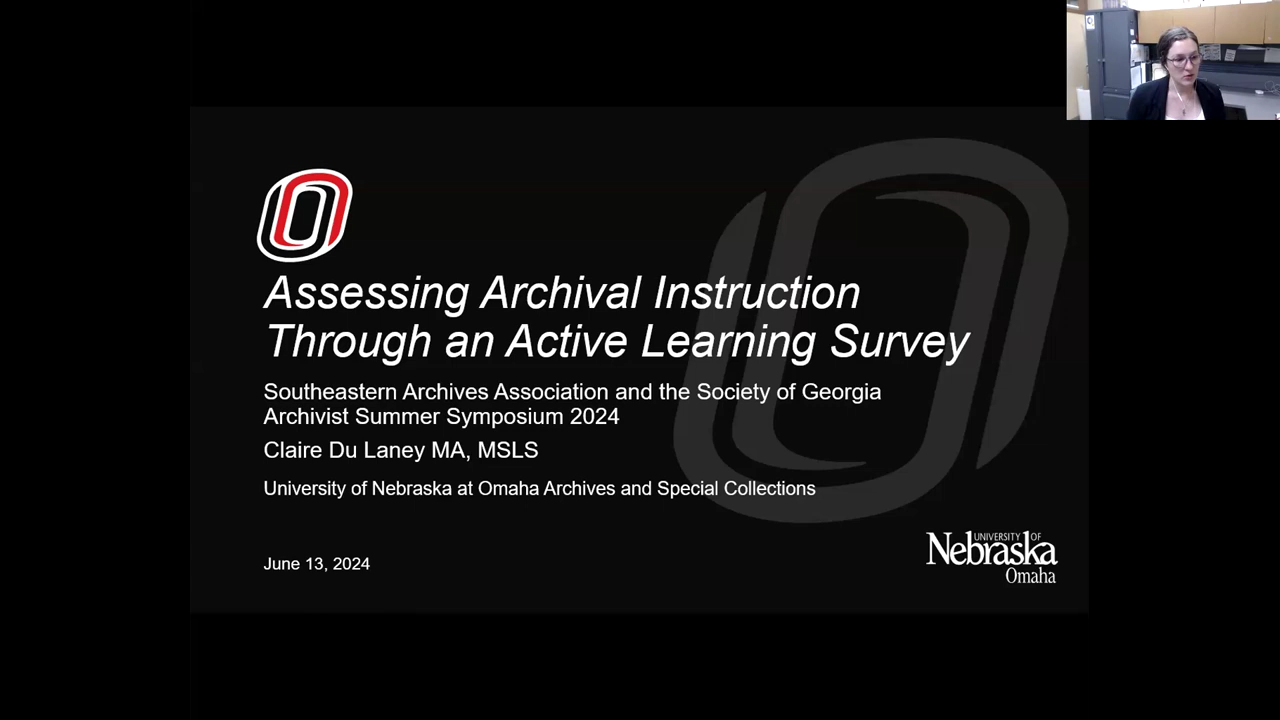 Assessing Archival Instruction
Through an Active Learning Survey
Southeastern Archives Association and the Society of Georgia
Archivist Summer Symposium 2024
Claire Du Laney MA, MSLS
University of Nebraska at Omaha Archives and Special Collections
June 13, 2024
UNIVERSITY OF
Nebraska
Omaha